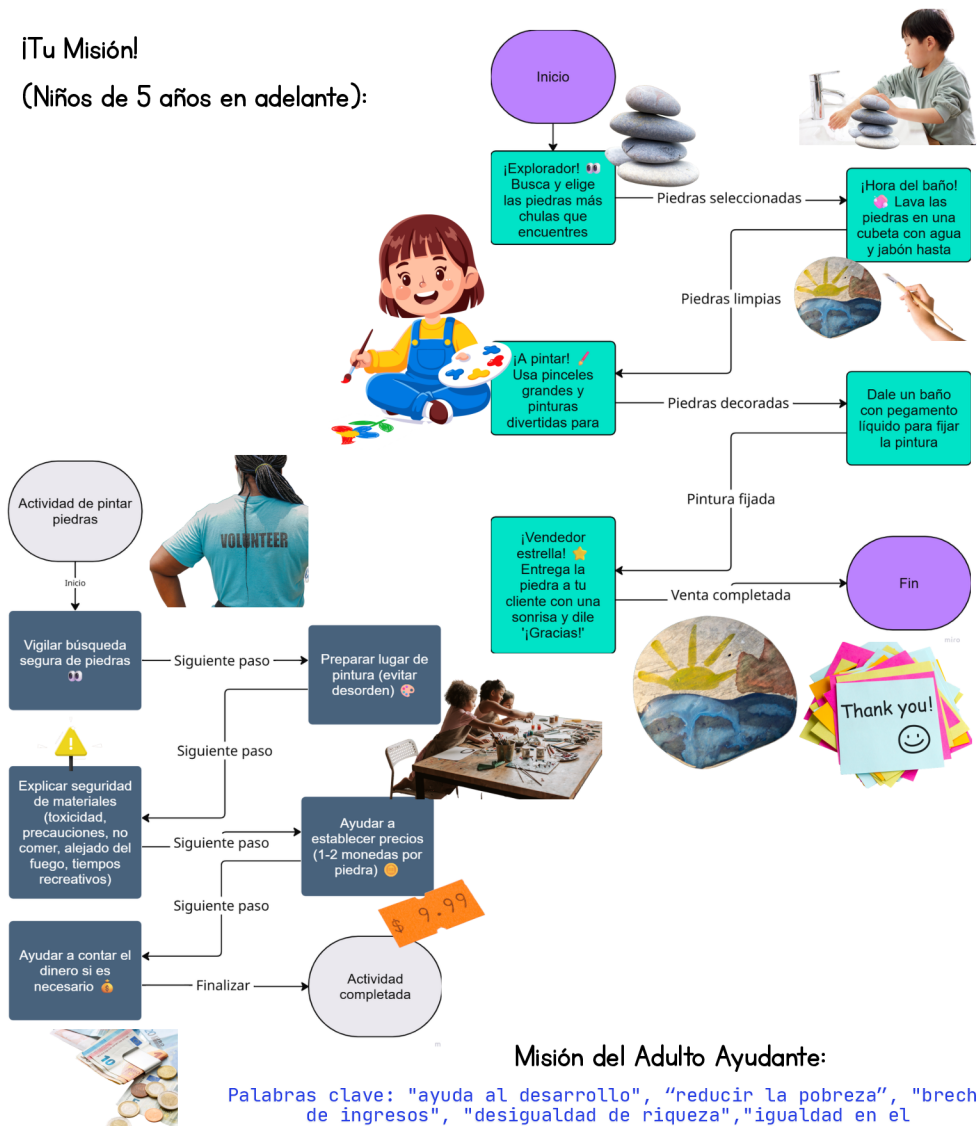 ¡Tu Misión!
(Niños de 5 años en adelante):
Inicio
¡Explorador! 👀
Busca y elige
las piedras más
chulas que
encuentres
Piedras seleccionadas
¡Hora del baño!
🧼 Lava las
piedras en una
cubeta con agua
y jabón hasta
Piedras limpias
¡A pintar! 🖌️
Usa pinceles
grandes y
pinturas
divertidas para
Piedras decoradas
Dale un baño
con pegamento
líquido para fijar
la pintura
Pintura fijada
¡Vendedor
estrella! ⭐
Entrega la
piedra a tu
cliente con una
sonrisa y dile
'¡Gracias!'
Venta completada
Fin
miro
Thank you!
Actividad de pintar
piedras
VOLUNTEER
Inicio
Vigilar búsqueda
segura de piedras
👀
Siguiente paso
Preparar lugar de
pintura (evitar
desorden) 🎨
Siguiente paso
Explicar seguridad
de materiales
(toxicidad,
precauciones, no
comer, alejado del
fuego, tiempos
recreativos)
Siguiente paso
Ayudar a
establecer precios
(1-2 monedas por
piedra) 🪙
$ 9.99
Siguiente paso
Ayudar a contar el
dinero si es
necesario 💰
Finalizar
Actividad
completada
m
10
Misión del Adulto Ayudante:
Palabras clave: "ayuda al desarrollo", “reducir la pobreza”, "brech
de ingresos", "desigualdad de riqueza","igualdad en el